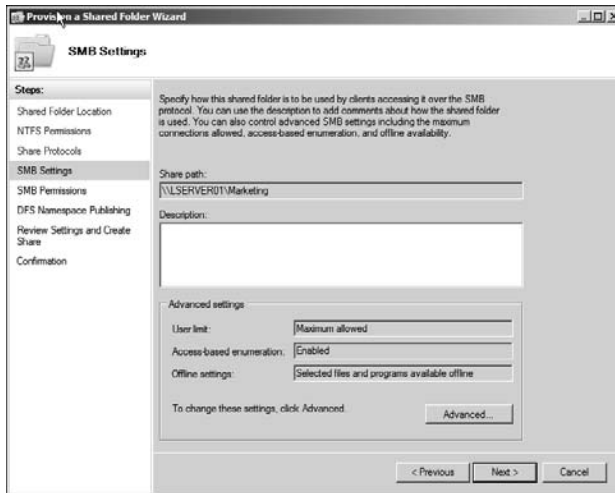 Provision a Shared Folder Wizard
SMB Settings
Steps:
Shared Folder Location
NTFS Permissions
Share Protocols
SMB Settings
SMB Permissions
DFS Namespace Publishing
Review Settings and Create
Share
Confirmation
Specify how this shared folder is to be used by clients accessing it over the SMB
protocol. You can use the description to add comments about how the shared folder
is used. You can also control advanced SMB settings including the maximum
connections allowed, access-based enumeration, and offline availability.
Share path:
\\LSERVER01\Marketing
Description:
Advanced settings
User limit: Maximum allowed
Access-based enumeration: Enabled
Offline settings: Selected files and programs available offline
To change these settings, click Advanced. Advanced...
< Previous Next > Cancel